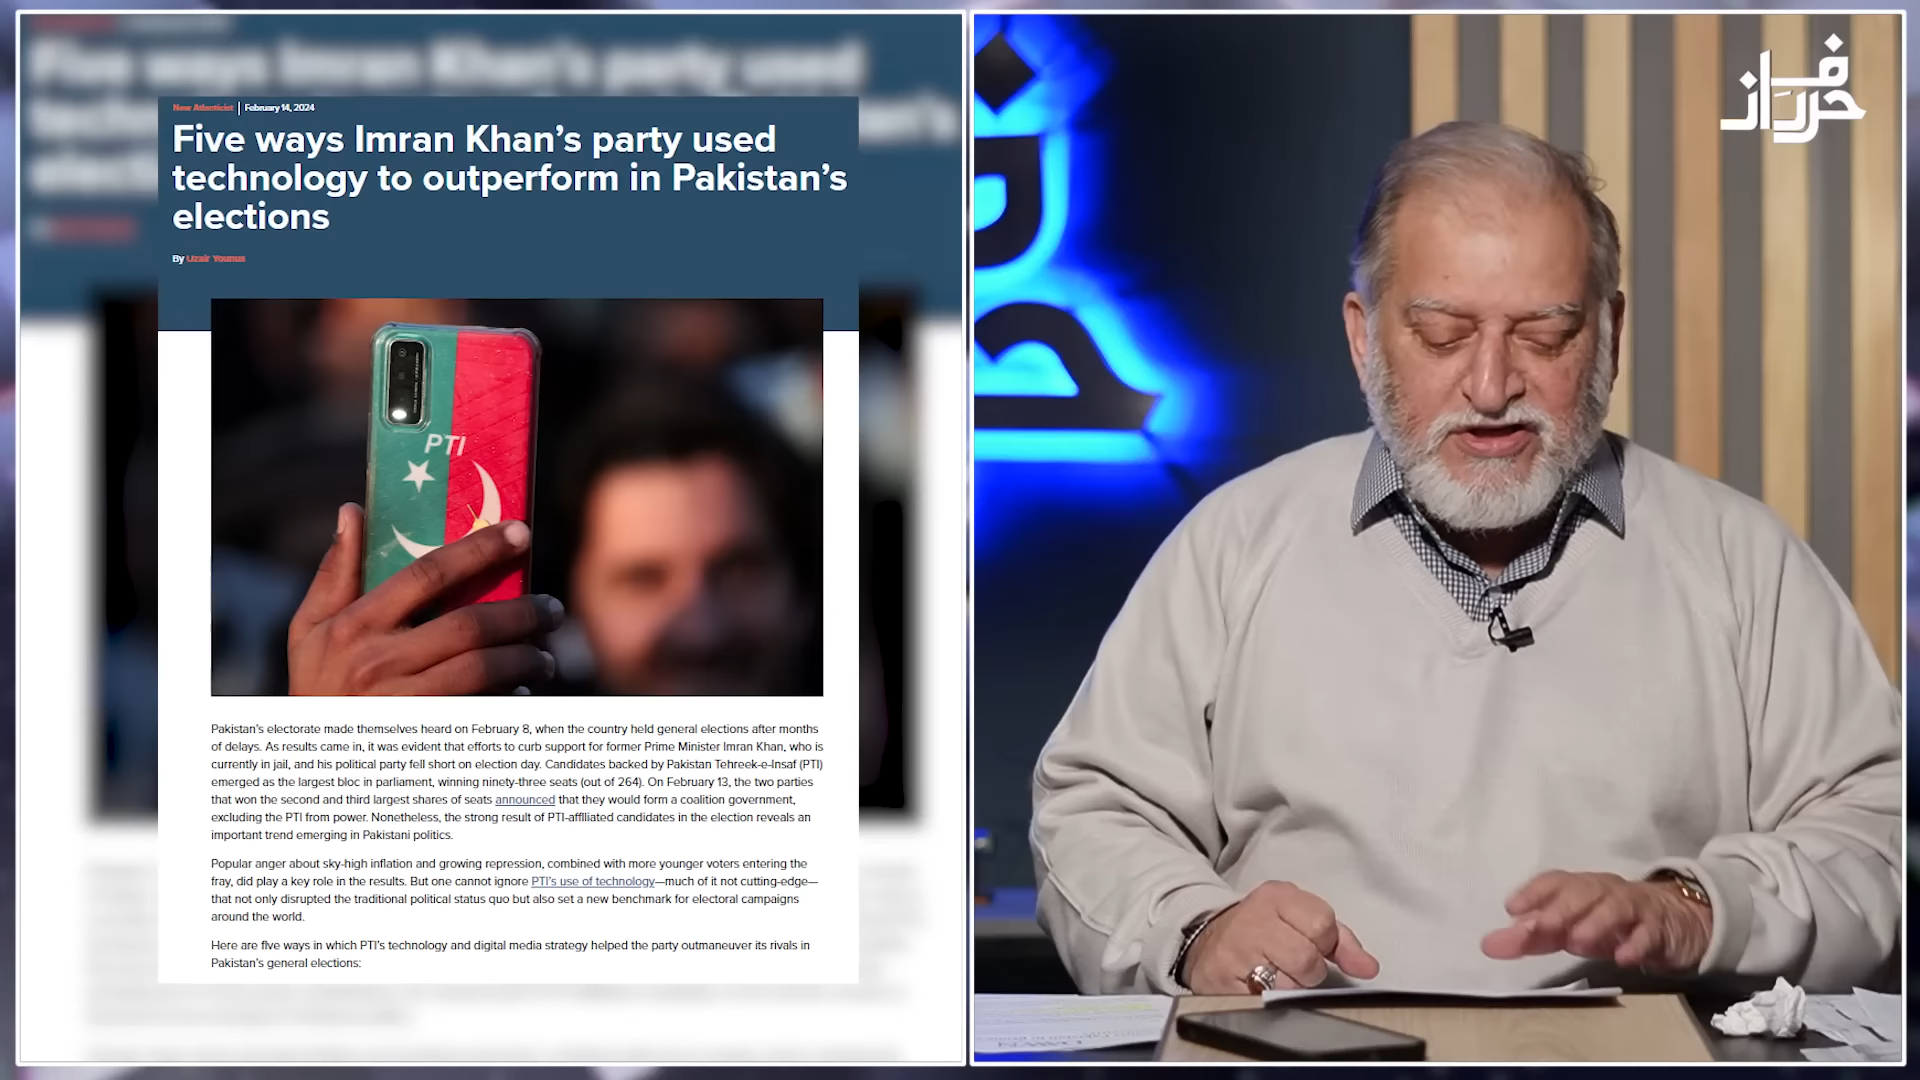 New Atlanticist | February 14, 2024
Five ways Imran Khan's party used
technology to outperform in Pakistan's
elections
By Uzair Younus
PTI
Pakistan's electorate made themselves heard on February 8, when the country held general elections after months
of delays. As results came in, it was evident that efforts to curb support for former Prime Minister Imran Khan, who is
currently in jail, and his political party fell short on election day. Candidates backed by Pakistan Tehreek-e-Insaf (PTI)
emerged as the largest bloc in parliament, winning ninety-three seats (out of 264). On February 13, the two parties
that won the second and third largest shares of seats announced that they would form a coalition government,
excluding the PTI from power. Nonetheless, the strong result of PTI-affiliated candidates in the election reveals an
important trend emerging in Pakistani politics.
Popular anger about sky-high inflation and growing repression, combined with more younger voters entering the
fray, did play a key role in the results. But one cannot ignore PTI's use of technology—much of it not cutting-edge—
that not only disrupted the traditional political status quo but also set a new benchmark for electoral campaigns
around the world.
Here are five ways in which PTI's technology and digital media strategy helped the party outmaneuver its rivals in
Pakistan's general elections:
حرف راز